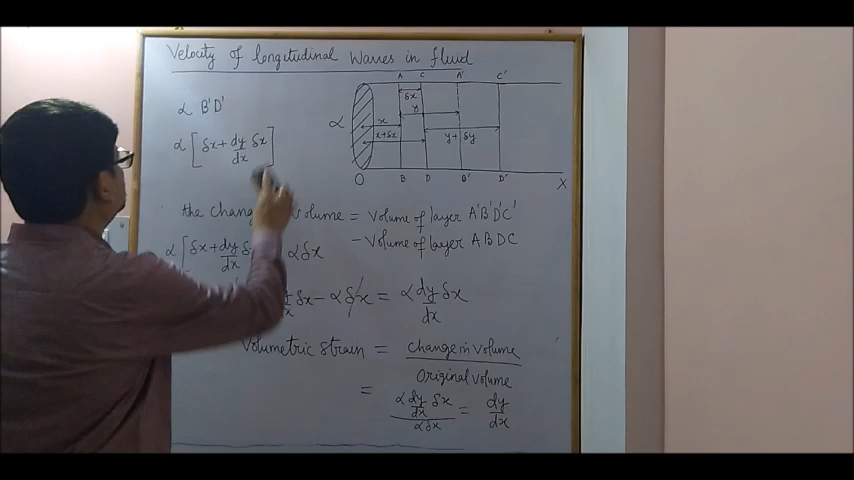 Velocity of longitudinal Waves in fluid
A C A' C'
δx
y
α x
x+δx y+δy
O B D B' D' X
α B'D'
α [δx+dy/dx δx]
the chang volume = Volume of layer A'B'D'C'
- Volume of layer ABDC
α [δx+dy/dx δ αδx
δx - αδx = α dy/dx δx
Volumetric strain = Change in Volume / Original Volume
= α dy/dx δx / αδx = dy/dx